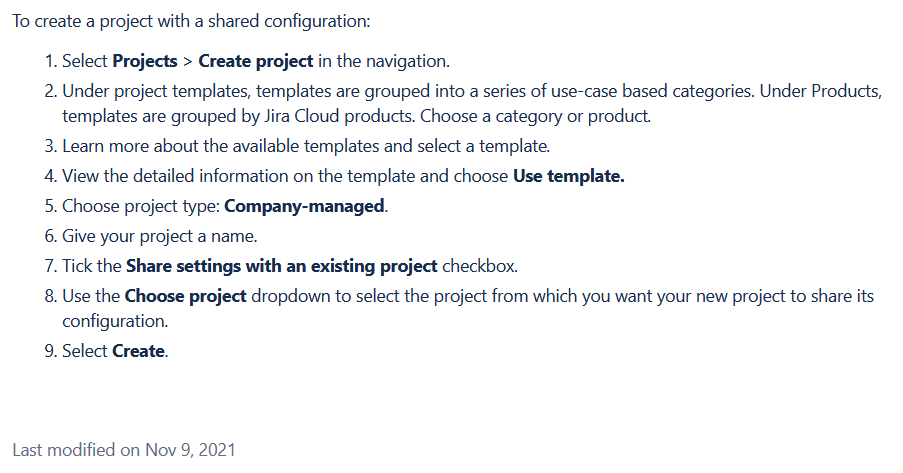 To create a project with a shared configuration:
1. Select Projects > Create project in the navigation.
2. Under project templates, templates are grouped into a series of use-case based categories. Under Products,
templates are grouped by Jira Cloud products. Choose a category or product.
3. Learn more about the available templates and select a template.
4. View the detailed information on the template and choose Use template.
5. Choose project type: Company-managed.
6. Give your project a name.
7. Tick the Share settings with an existing project checkbox.
8. Use the Choose project dropdown to select the project from which you want your new project to share its
configuration.
9. Select Create.
Last modified on Nov 9, 2021